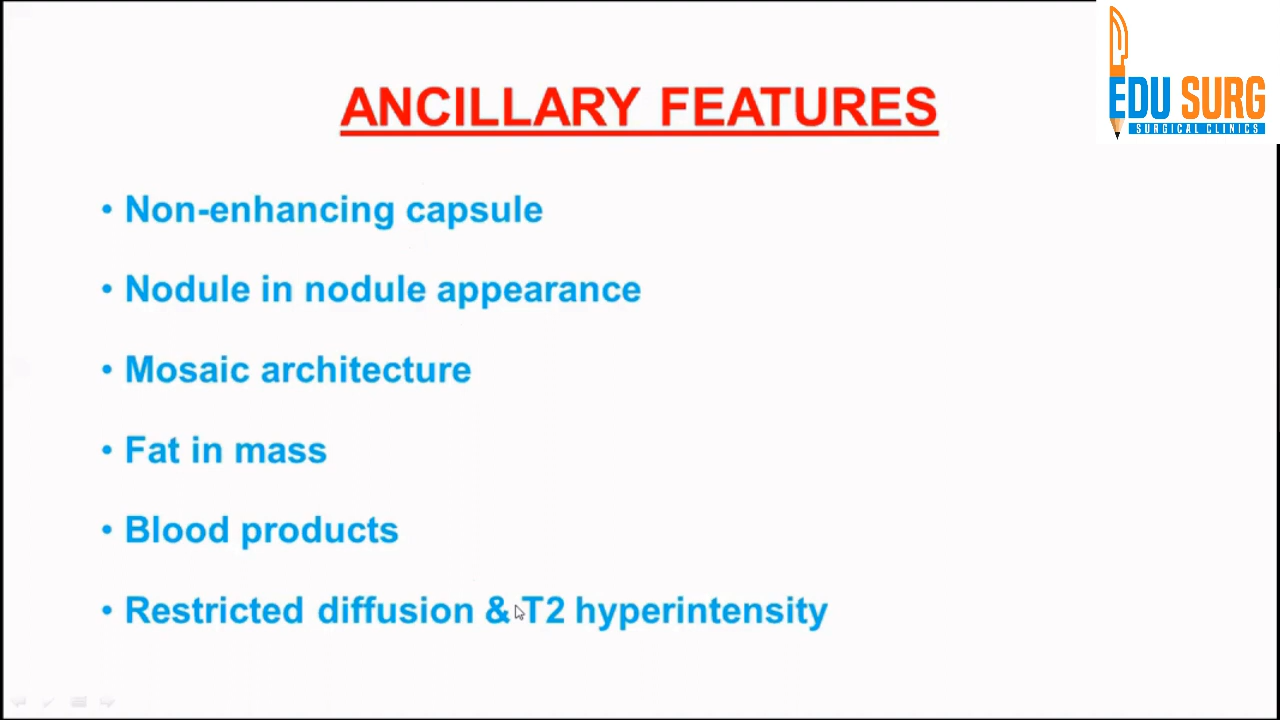 EDU SURG
SURGICAL CLINICS
ANCILLARY FEATURES
• Non-enhancing capsule
• Nodule in nodule appearance
• Mosaic architecture
• Fat in mass
• Blood products
• Restricted diffusion & T2 hyperintensity